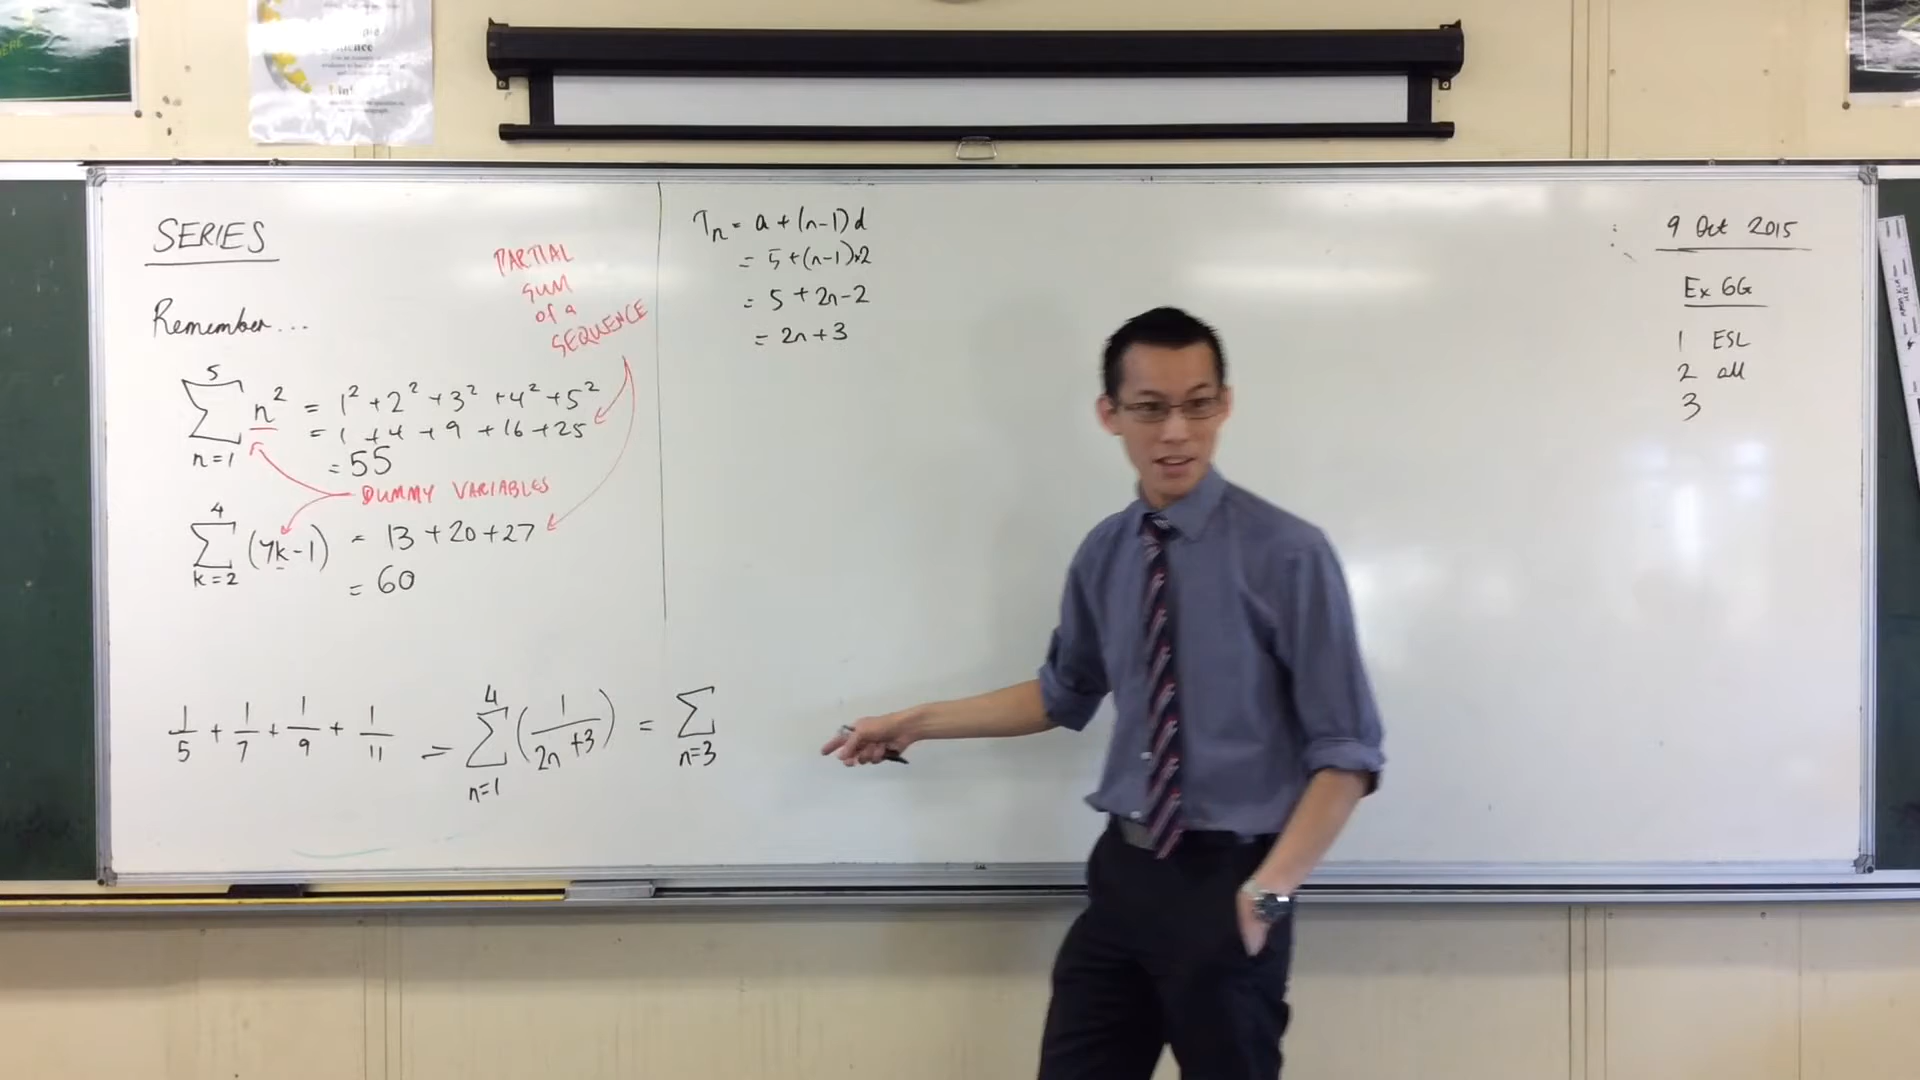 SERIES
Remember...
PARTIAL
SUM
of a
SEQUENCE
5
∑ n² = 1² + 2² + 3² + 4² + 5²
n=1
= 1 + 4 + 9 + 16 + 25
= 55
DUMMY VARIABLES
4
∑ (7k-1) = 13 + 20 + 27
k=2
= 60
1/5 + 1/7 + 1/9 + 1/11 = ∑ (1/(2n+3)) = ∑
4
n=1
n=3
Tn = a + (n-1)d
= 5 + (n-1)×2
= 5 + 2n - 2
= 2n + 3
9 Oct 2015
Ex 6G
1 ESL
2 all
3